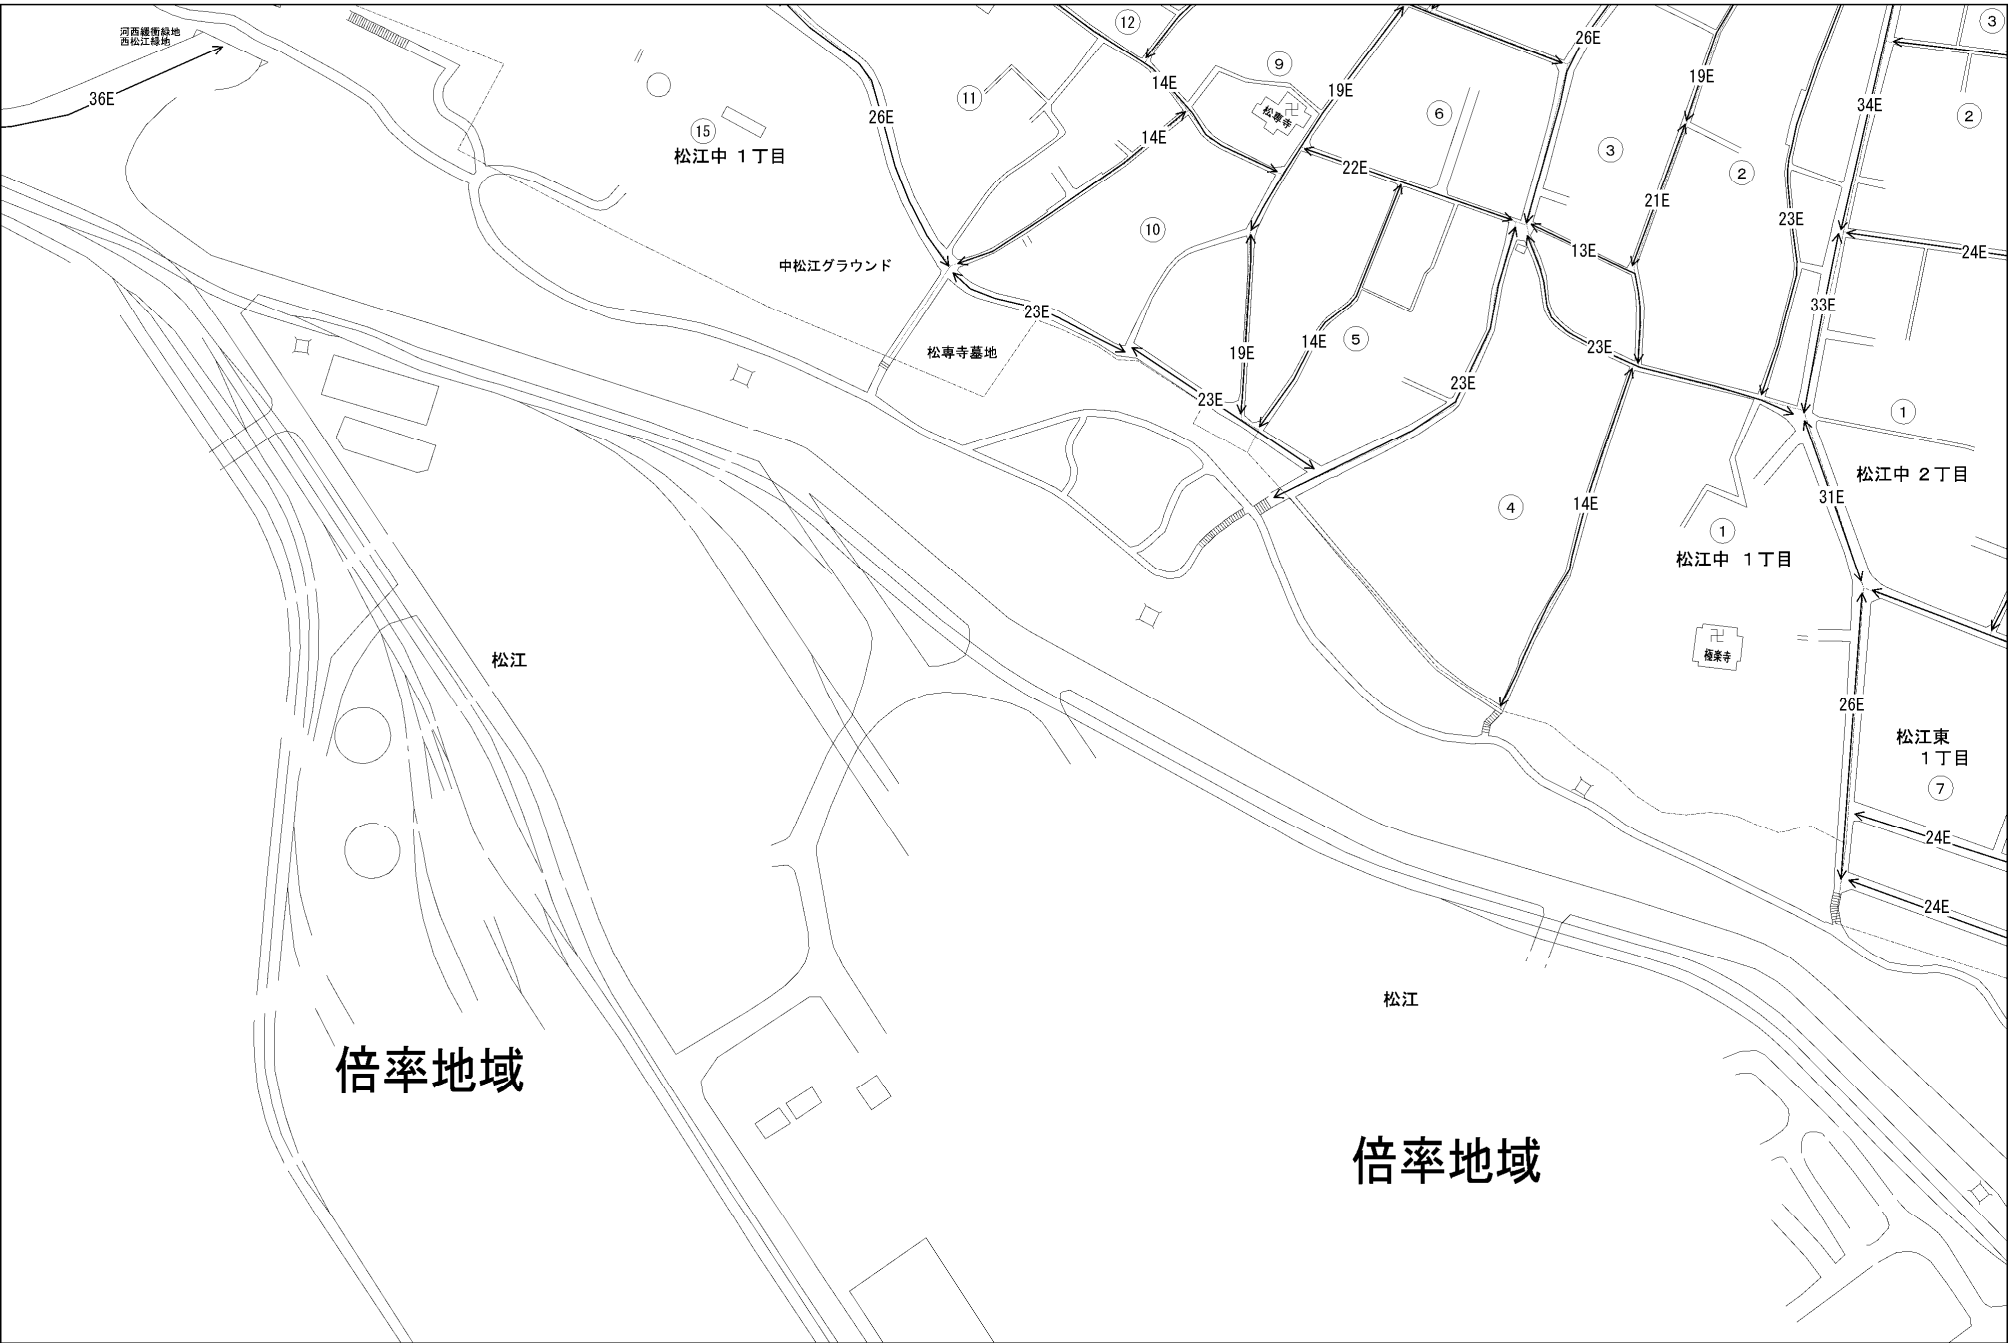 河西緩衝緑地
西松江緑地
36E
⑫
③
26E
⑨
14E
19E
19E
⑪
34E
②
松専寺
⑥
26E
⑮
松江中 1丁目
14E
③
22E
②
21E
⑩
23E
13E
24E
中松江グラウンド
23E
33E
松専寺墓地
19E
14E
⑤
23E
23E
23E
①
松江中 2丁目
④
14E
31E
①
松江中 1丁目
極楽寺
松江
26E
松江東
1丁目
⑦
24E
24E
松江
倍率地域
倍率地域